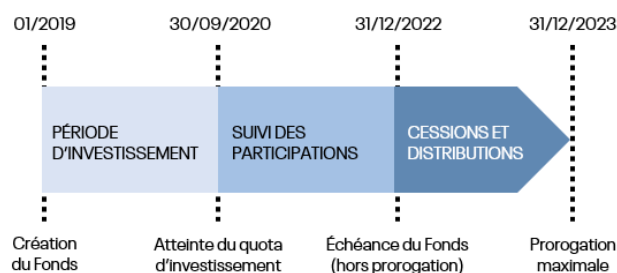 01/2019 30/09/2020 31/12/2022 31/12/2023
PÉRIODE
D'INVESTISSEMENT
SUIVI DES
PARTICIPATIONS
CESSIONS ET
DISTRIBUTIONS
Création
du Fonds
Atteinte du quota
d'investissement
Échéance du Fonds
(hors prorogation)
Prorogation
maximale